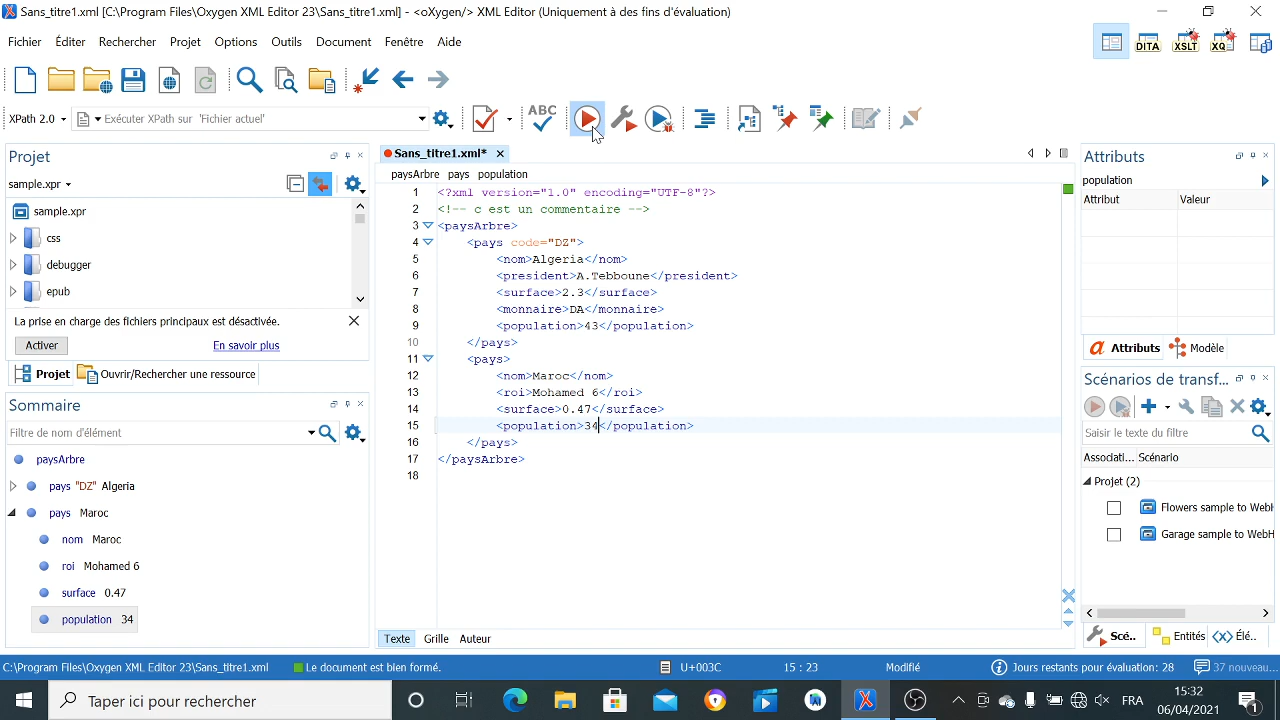 Sans_titre1.xml [C:\Program Files\Oxygen XML Editor 23\Sans_titre1.xml] - <oXygen/> XML Editor (Uniquement à des fins d'évaluation)
Fichier Éditer Rechercher Projet Options Outils Document Fenêtre Aide
DITA XSLT XQ
XPath 2.0 Exécuter XPath sur 'Fichier actuel' ABC
Projet
sample.xpr
sample.xpr
css
debugger
epub
La prise en charge des fichiers principaux est désactivée.
Activer En savoir plus
Projet Ouvrir/Rechercher une ressource
Sommaire
Filtre de nom d'élément
paysArbre
pays "DZ" Algeria
pays Maroc
nom Maroc
roi Mohamed 6
surface 0.47
population 34
Sans_titre1.xml*
paysArbre pays population
1 <?xml version="1.0" encoding="UTF-8"?>
2 <!-- c est un commentaire -->
3 <paysArbre>
4 <pays code="DZ">
5 <nom>Algeria</nom>
6 <president>A.Tebboune</president>
7 <surface>2.3</surface>
8 <monnaire>DA</monnaire>
9 <population>43</population>
10 </pays>
11 <pays>
12 <nom>Maroc</nom>
13 <roi>Mohamed 6</roi>
14 <surface>0.47</surface>
15 <population>34</population>
16 </pays>
17 </paysArbre>
18
Texte Grille Auteur
Attributs
population
Attribut Valeur
Attributs Modèle
Scénarios de transf...
Saisir le texte du filtre
Associati... Scénario
Projet (2)
Flowers sample to WebH
Garage sample to WebH
Scé.. Entités Élé..
C:\Program Files\Oxygen XML Editor 23\Sans_titre1.xml Le document est bien formé. U+003C 15 : 23 Modifié Jours restants pour évaluation: 28 37 nouveau...
Taper ici pour rechercher FRA 15:32
06/04/2021 1